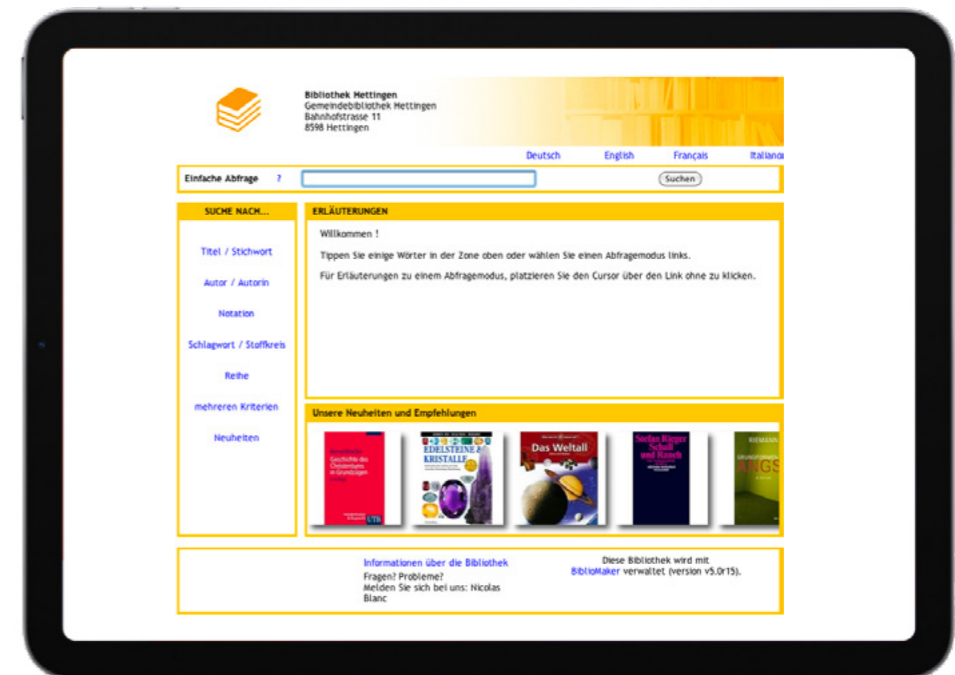 Bibliothek Hettingen
Gemeindebibliothek Hettingen
Bahnhofstrasse 11
8598 Hettingen
Deutsch English Français
Einfache Abfrage ? Suchen
SUCHE NACH...
Titel / Stichwort
Autor / Autorin
Notation
Schlagwort / Stoffkreis
Reihe
mehreren Kriterien
Neuheiten
ERLÄUTERUNGEN
Willkommen !
Tippen Sie einige Wörter in der Zone oben oder wählen Sie einen Abfragemodus links.
Für Erläuterungen zu einem Abfragemodus, platzieren Sie den Cursor über den Link ohne zu klicken.
Unsere Neuheiten und Empfehlungen
Geschichte des
Christentums
in Grundzügen
UTB
EDELSTEINE &
KRISTALLE
Das Weltall
Stefan Rieger
Schall
und Rauch
RIEMANN
ANGS
Informationen über die Bibliothek
Fragen? Probleme?
Melden Sie sich bei uns: Nicolas
Blanc
Diese Bibliothek wird mit
BiblioMaker verwaltet (version v5.0r15).